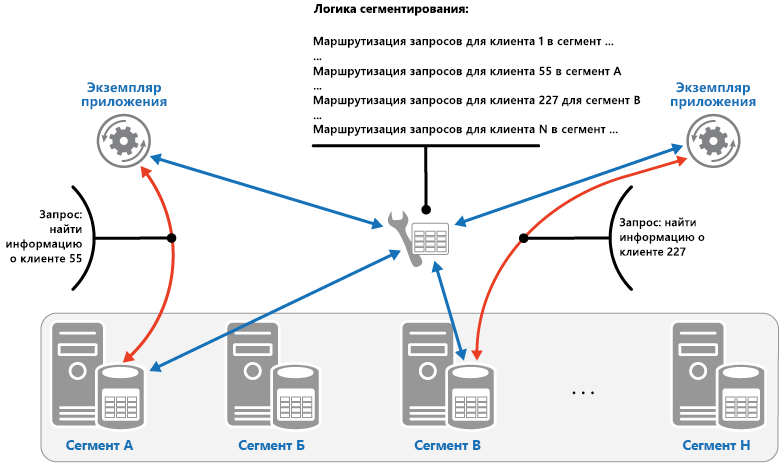 Логика сегментирования:
Маршрутизация запросов для клиента 1 в сегмент ...
...
Маршрутизация запросов для клиента 55 в сегмент А
...
Маршрутизация запросов для клиента 227 для сегмент В
...
Маршрутизация запросов для клиента N в сегмент ...
Экземпляр
приложения
Экземпляр
приложения
Запрос:
найти
информацию
о клиенте 55
Запрос: найти
информацию о
клиенте 227
. . .
Сегмент А
Сегмент Б
Сегмент В
Сегмент Н